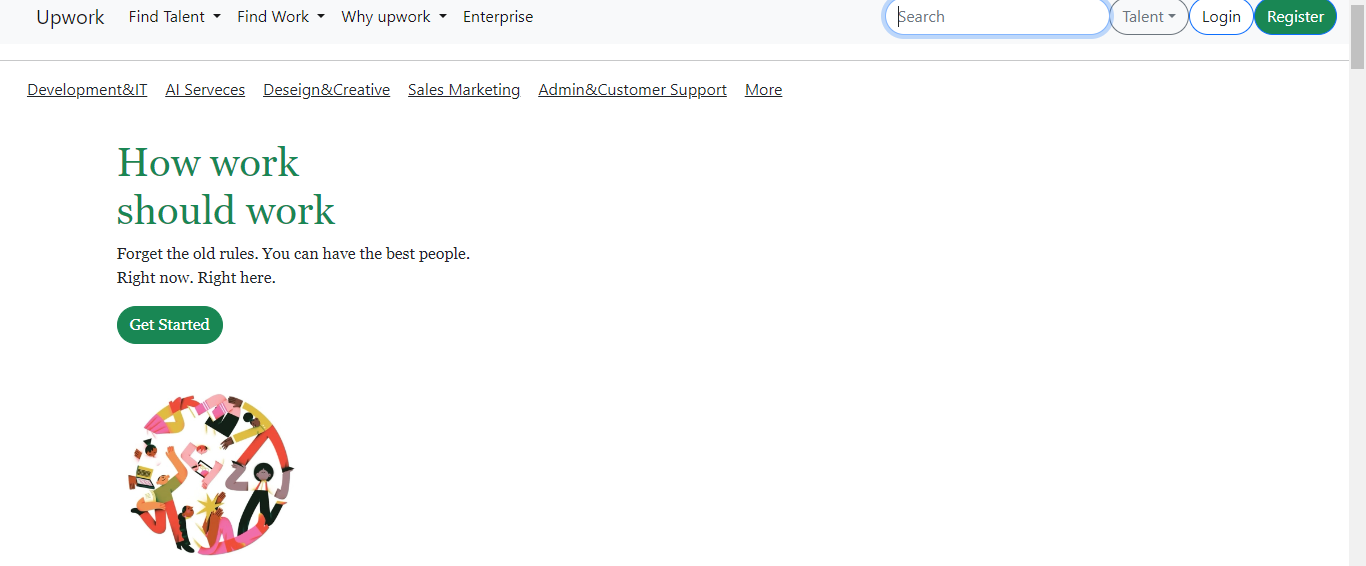 Upwork Find Talent Find Work Why upwork Enterprise Search Talent Login Register
Development&IT AI Serveces Deseign&Creative Sales Marketing Admin&Customer Support More
How work
should work
Forget the old rules. You can have the best people.
Right now. Right here.
Get Started